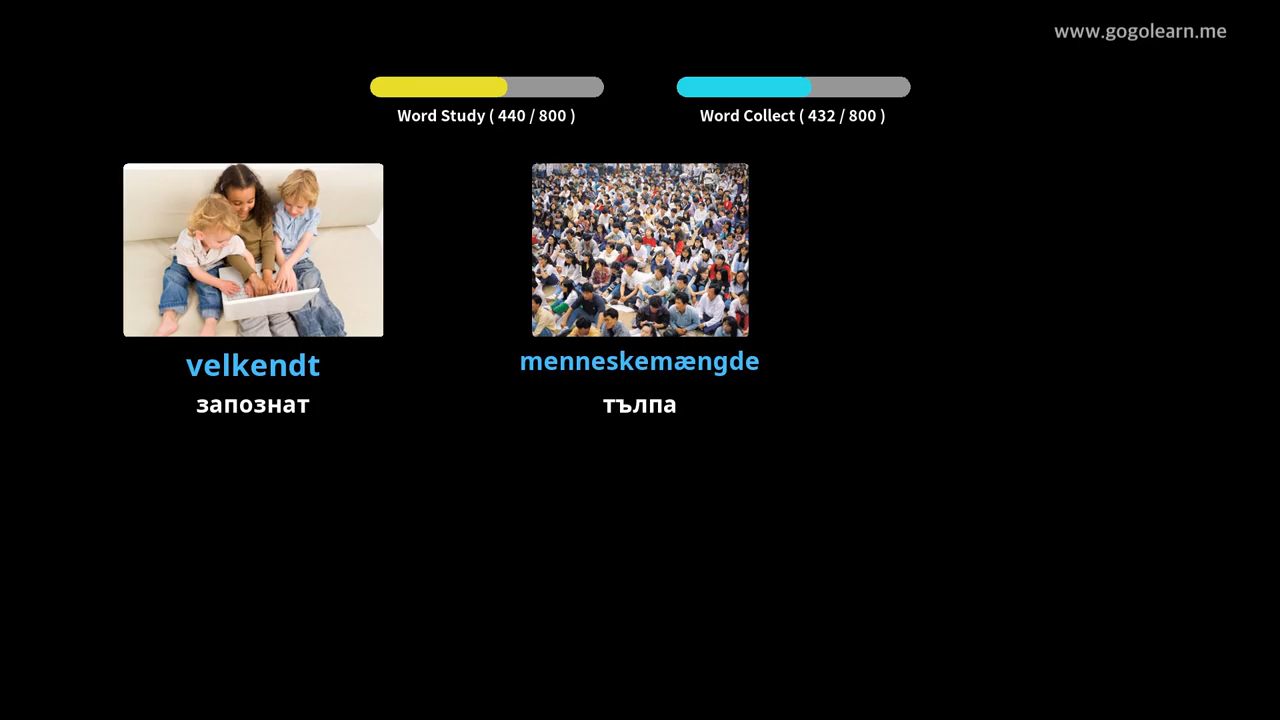 www.gogolearn.me
Word Study ( 440 / 800 )
Word Collect ( 432 / 800 )
velkendt
menneskemængde
запознат
тълпа